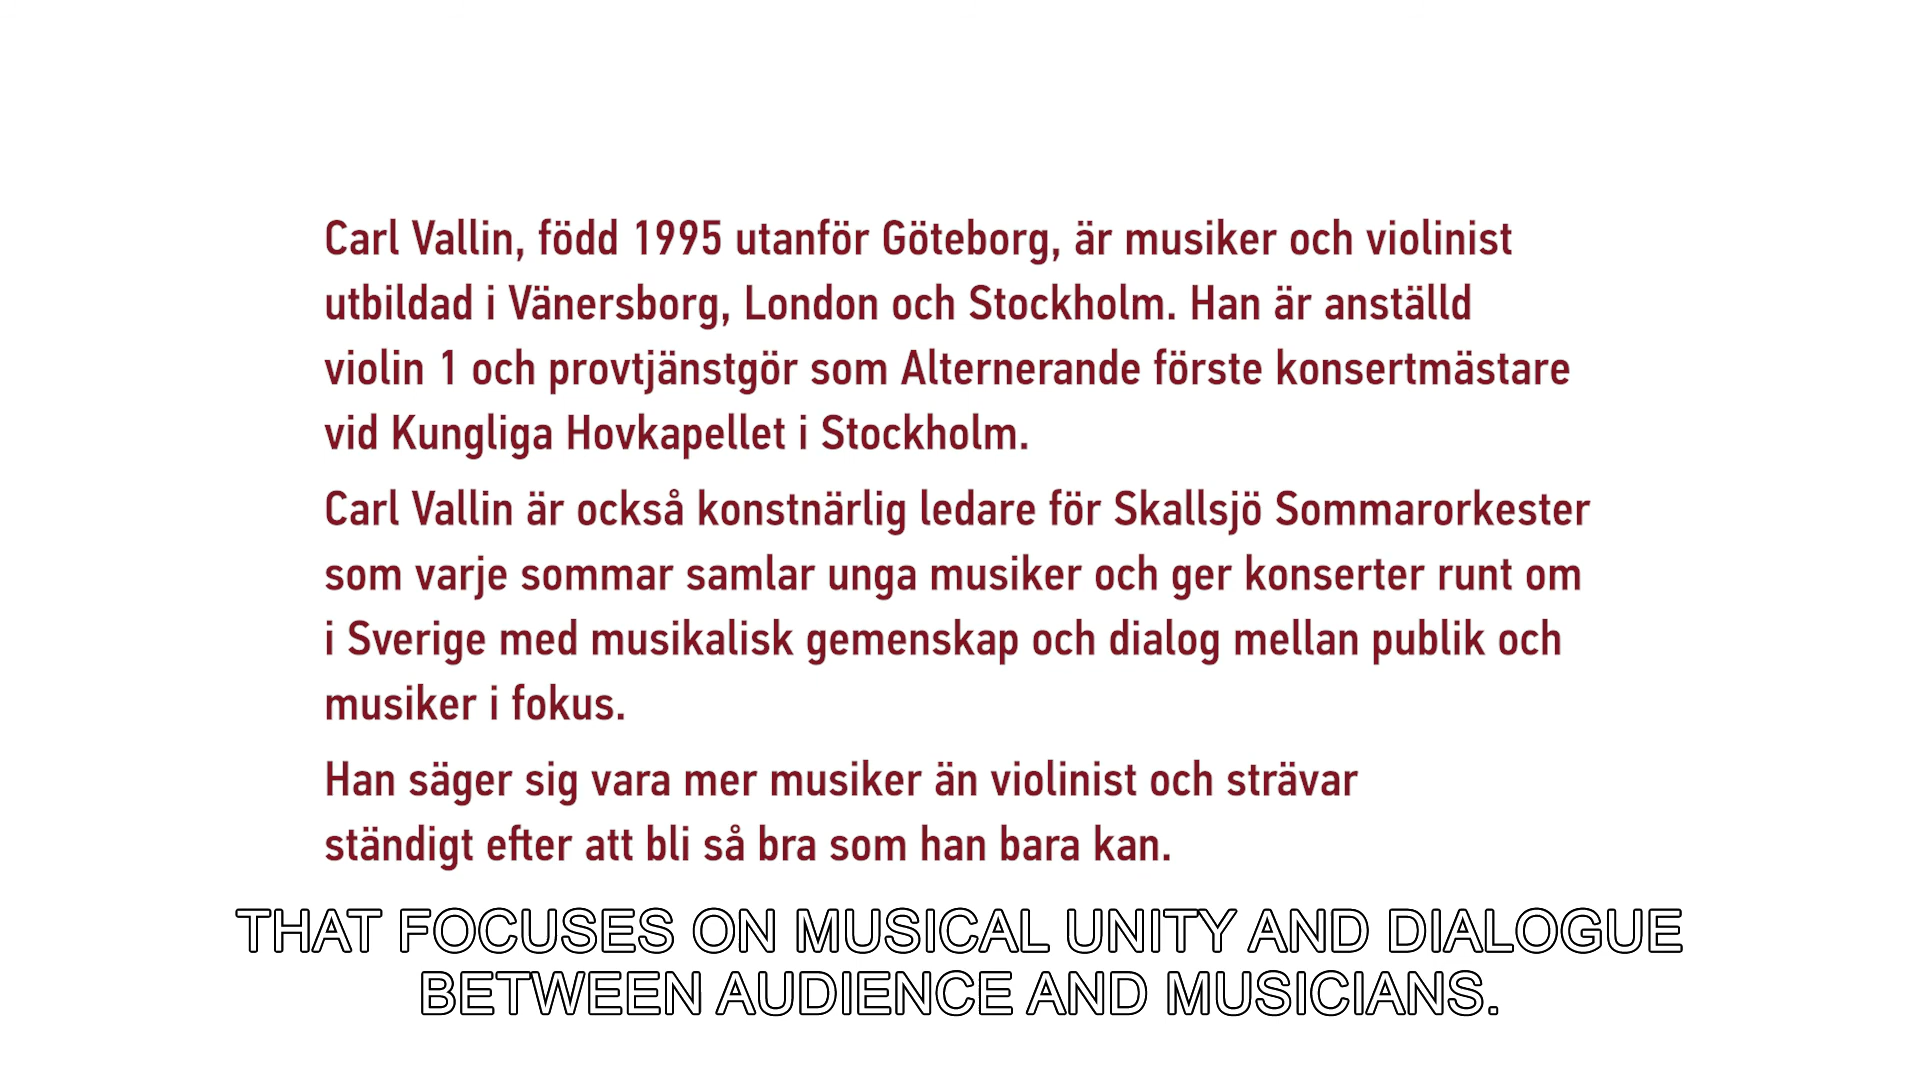 Carl Vallin, född 1995 utanför Göteborg, är musiker och violinist
utbildad i Vänersborg, London och Stockholm. Han är anställd
violin 1 och provtjänstgör som Alternerande förste konsertmästare
vid Kungliga Hovkapellet i Stockholm.
Carl Vallin är också konstnärlig ledare för Skallsjö Sommarorkester
som varje sommar samlar unga musiker och ger konserter runt om
i Sverige med musikalisk gemenskap och dialog mellan publik och
musiker i fokus.
Han säger sig vara mer musiker än violinist och strävar
ständigt efter att bli så bra som han bara kan.
THAT FOCUSES ON MUSICAL UNITY AND DIALOGUE
BETWEEN AUDIENCE AND MUSICIANS.